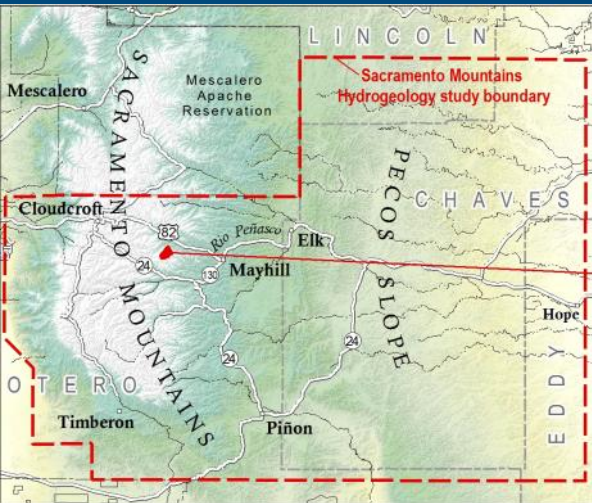 LINCOLN
Sacramento Mountains
Hydrogeology study boundary
Mescalero
Apache
Reservation
Mescalero
SACRAMENTO MOUNTAINS
PECOS SLOPE
CHAVES
Cloudcroft
82
Rio Peñasco
Elk
24
130
Mayhill
Hope
24
24
OTERO
EDDY
Timberon
Piñon